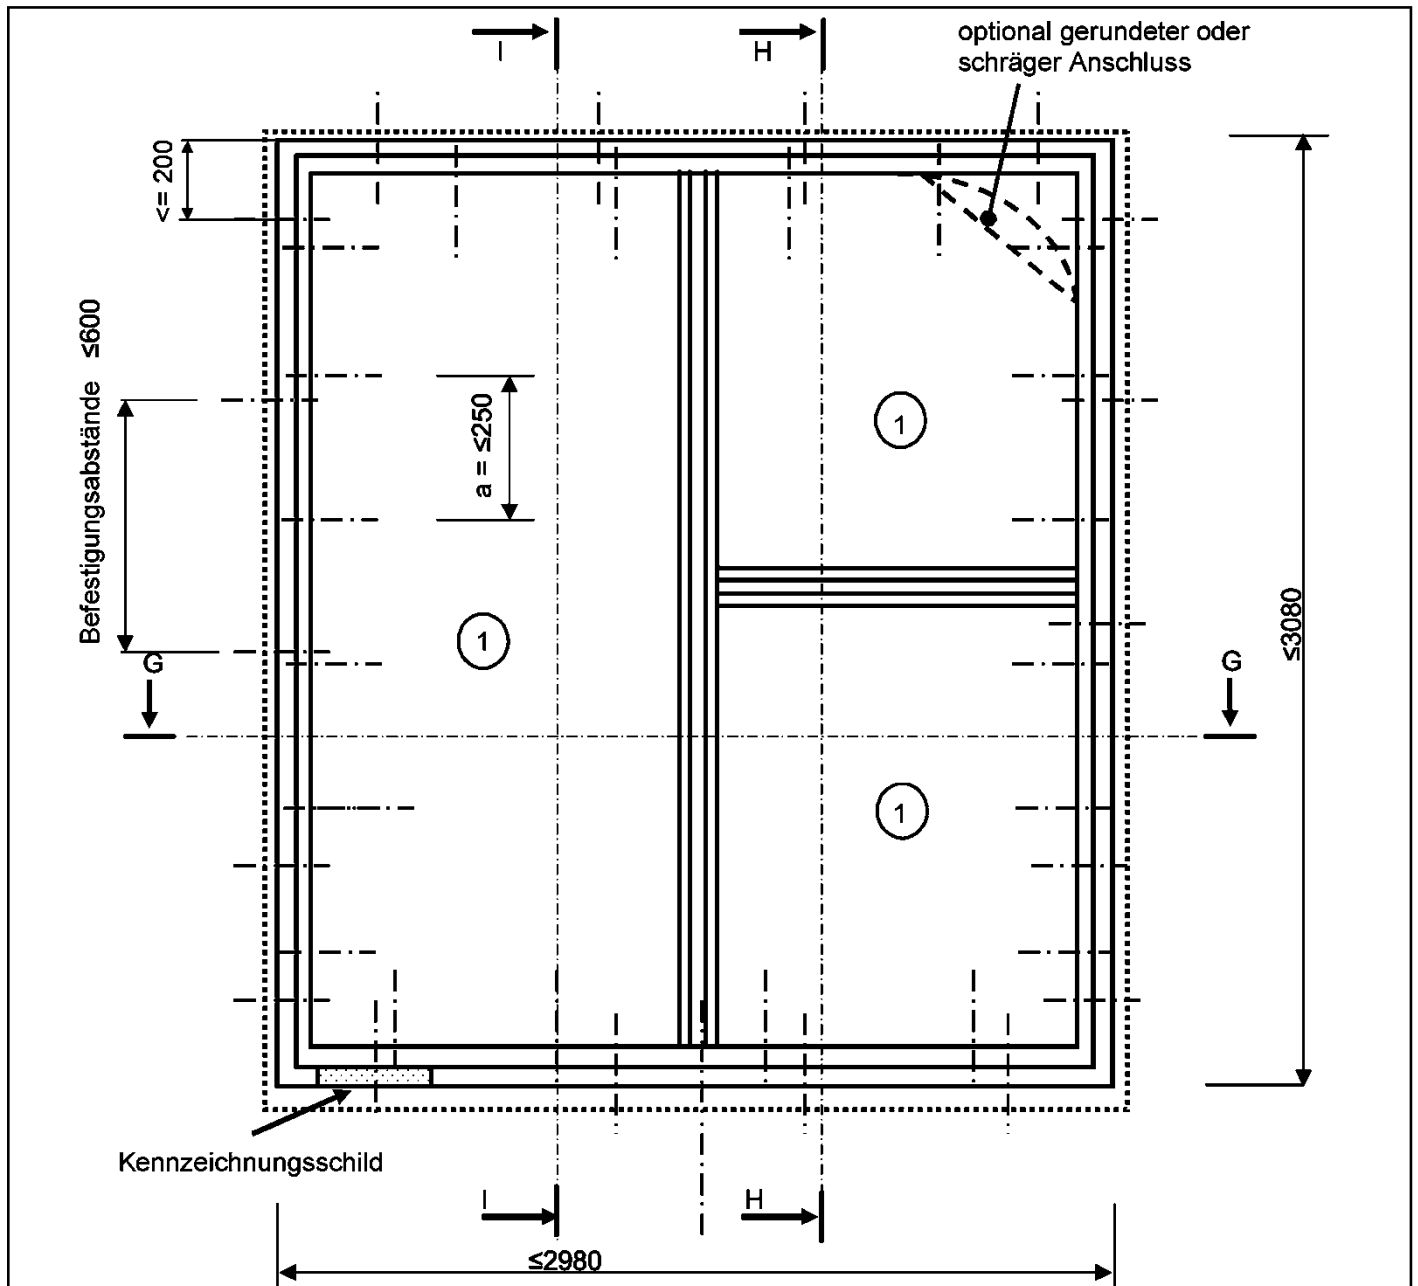 I
H
optional gerundeter oder
schräger Anschluss
<= 200
Befestigungsabstände ≤600
a = ≤250
1
1
1
G
G
≤3080
Kennzeichnungsschild
I
H
≤2980